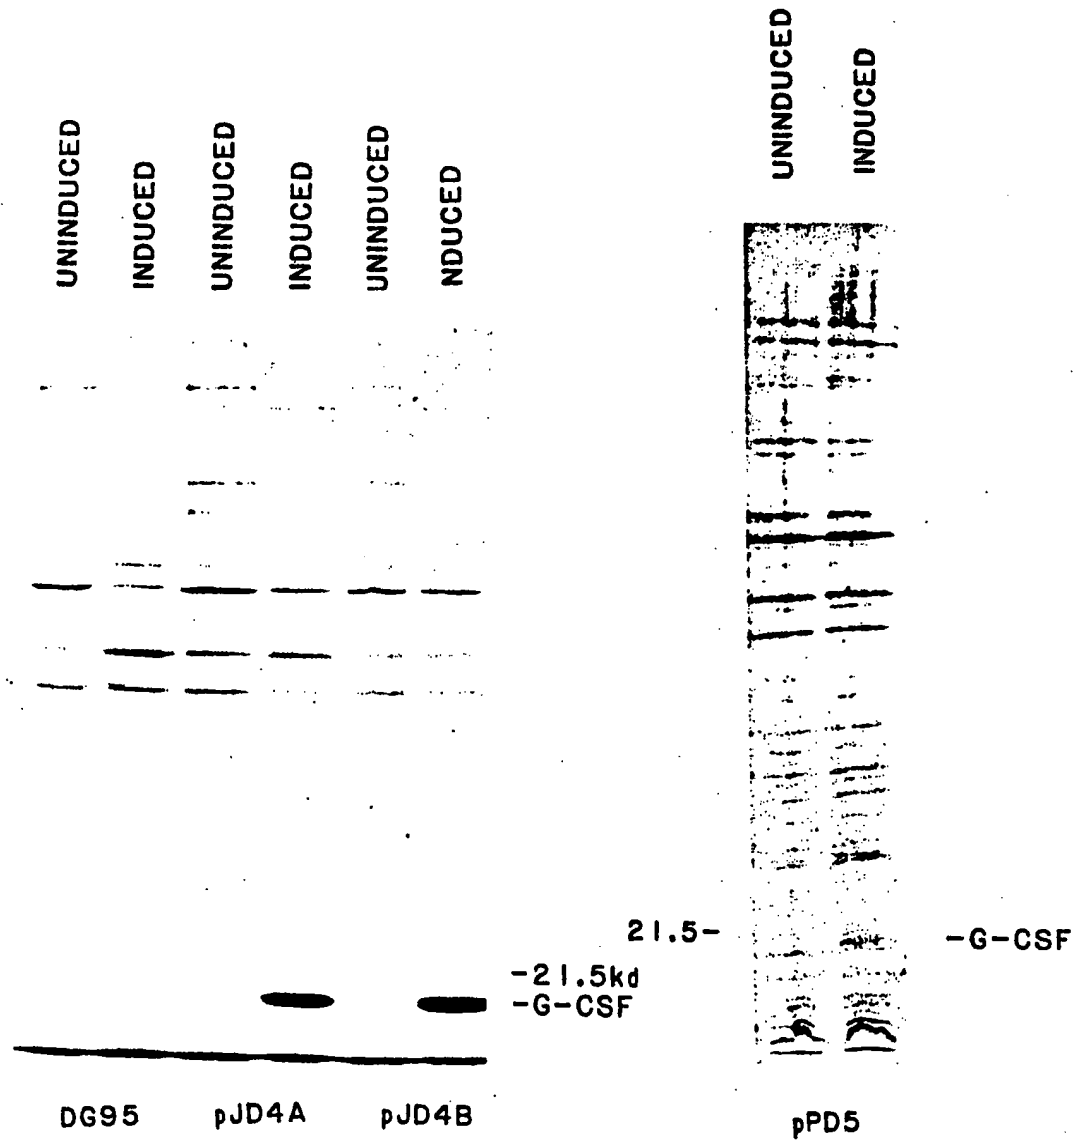 UNINDUCED
INDUCED
UNINDUCED
INDUCED
UNINDUCED
NDUCED
UNINDUCED
INDUCED
-21.5kd
-G-CSF
21.5-
-G-CSF
DG95
pJD4A
pJD4B
pPD5